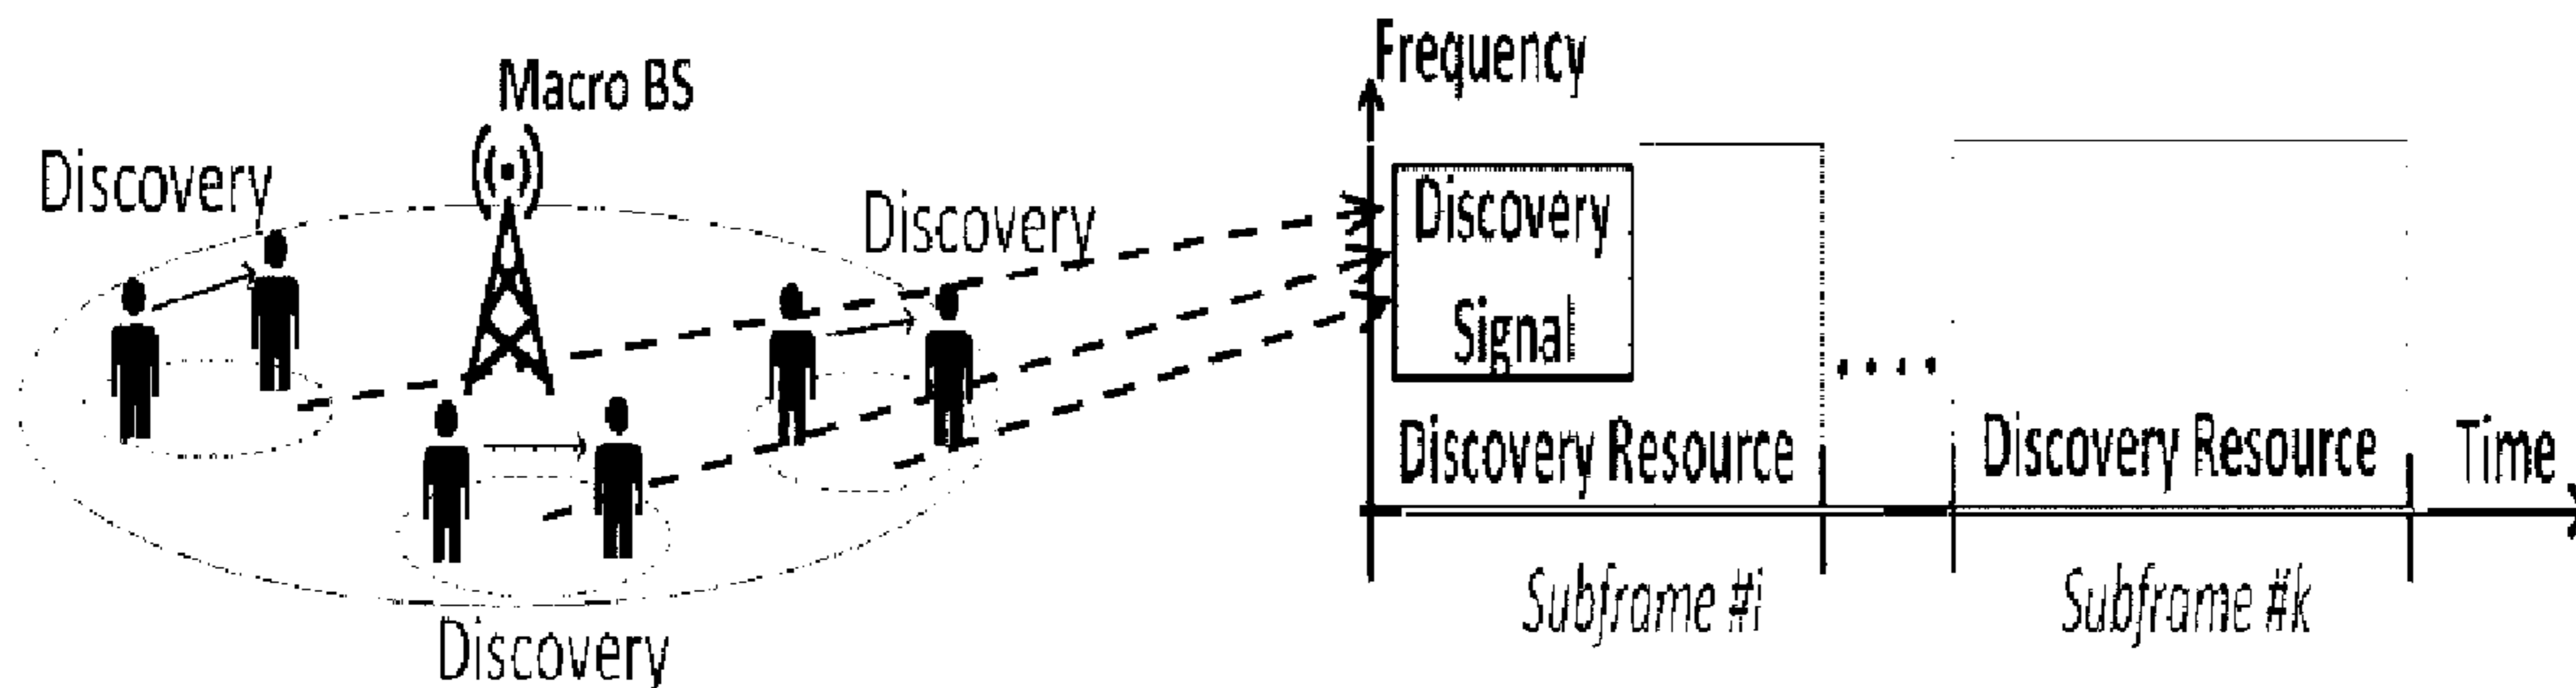 Macro BS
Discovery
Discovery
Discovery
Frequency
Discovery
Signal
Discovery Resource
....
Discovery Resource
Time
Subframe #i
Subframe #k